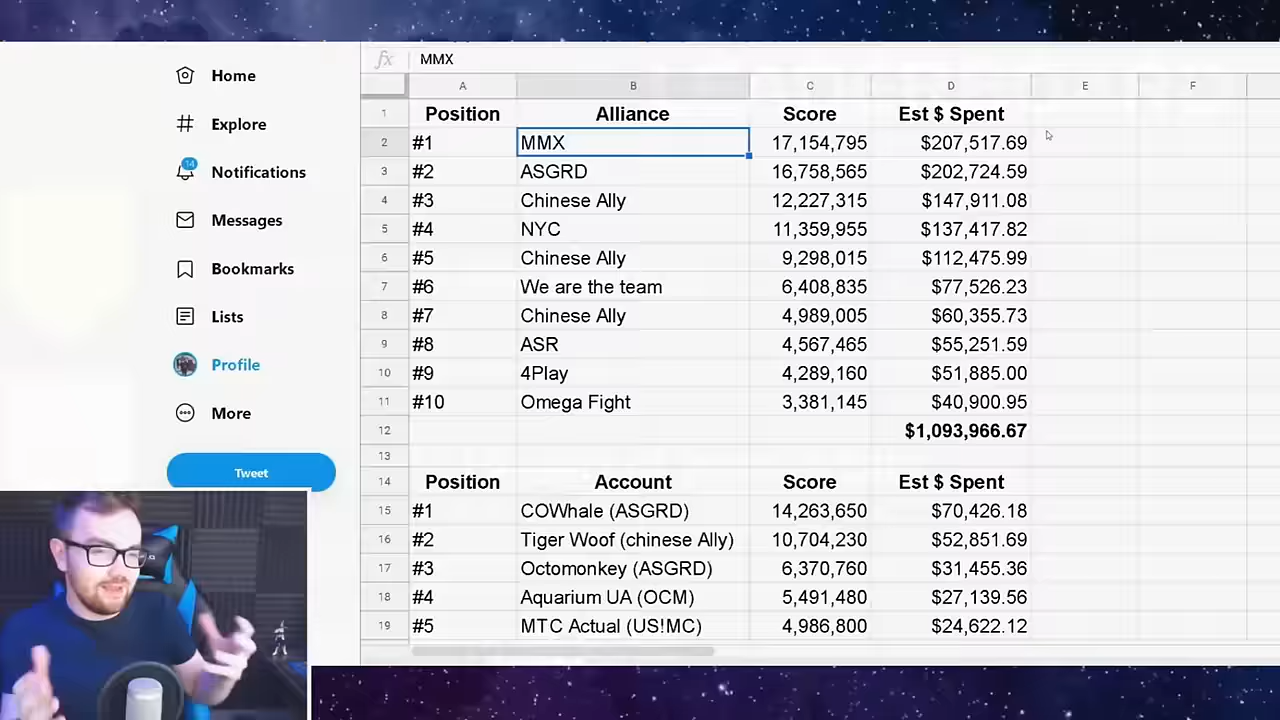 Home
Explore
14
Notifications
Messages
Bookmarks
Lists
Profile
More
Tweet
fx MMX
A B C D E F
1 Position Alliance Score Est $ Spent
2 #1 MMX 17,154,795 $207,517.69
3 #2 ASGRD 16,758,565 $202,724.59
4 #3 Chinese Ally 12,227,315 $147,911.08
5 #4 NYC 11,359,955 $137,417.82
6 #5 Chinese Ally 9,298,015 $112,475.99
7 #6 We are the team 6,408,835 $77,526.23
8 #7 Chinese Ally 4,989,005 $60,355.73
9 #8 ASR 4,567,465 $55,251.59
10 #9 4Play 4,289,160 $51,885.00
11 #10 Omega Fight 3,381,145 $40,900.95
12 $1,093,966.67
13
14 Position Account Score Est $ Spent
15 #1 COWhale (ASGRD) 14,263,650 $70,426.18
16 #2 Tiger Woof (chinese Ally) 10,704,230 $52,851.69
17 #3 Octomonkey (ASGRD) 6,370,760 $31,455.36
18 #4 Aquarium UA (OCM) 5,491,480 $27,139.56
19 #5 MTC Actual (US!MC) 4,986,800 $24,622.12